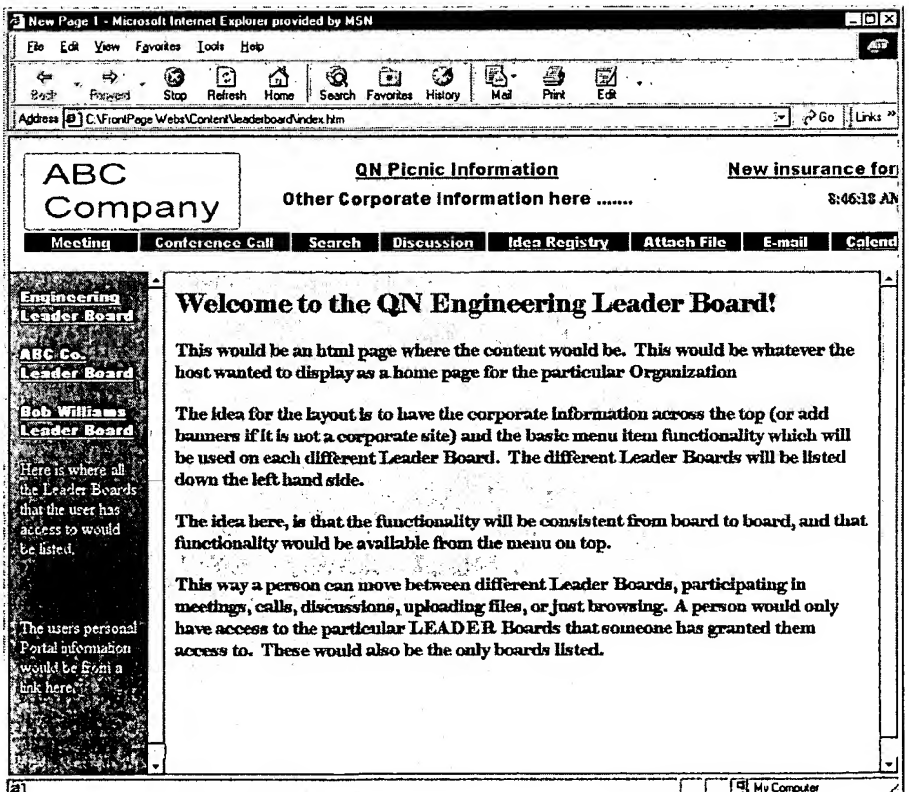 New Page 1 - Microsoft Internet Explorer provided by MSN
File Edit View Favorites Tools Help
Back Forward Stop Refresh Home Search Favorites History Mail Print Edit
Address C:\FrontPage Webs\Content\leaderboard\index.htm Go Links »
ABC Company
QN Picnic Information New insurance for
Other Corporate Information here .......
8:46:18 AM
Meeting Conference Call Search Discussion Idea Registry Attach File E-mail Calend
Engineering
Leader Board
ABC Co.
Leader Board
Bob Williams
Leader Board
Here is where all
the Leader Boards
that the user has
access to would
be listed.
The users personal
Portal information
would be from a
link here.
Welcome to the QN Engineering Leader Board!
This would be an html page where the content would be. This would be whatever the
host wanted to display as a home page for the particular Organization
The idea for the layout is to have the corporate information across the top (or add
banners if it is not a corporate site) and the basic menu item functionality which will
be used on each different Leader Board. The different Leader Boards will be listed
down the left hand side.
The idea here, is that the functionality will be consistent from board to board, and that
functionality would be available from the menu on top.
This way a person can move between different Leader Boards, participating in
meetings, calls, discussions, uploading files, or just browsing. A person would only
have access to the particular LEADER Boards that someone has granted them
access to. These would also be the only boards listed.
My Computer